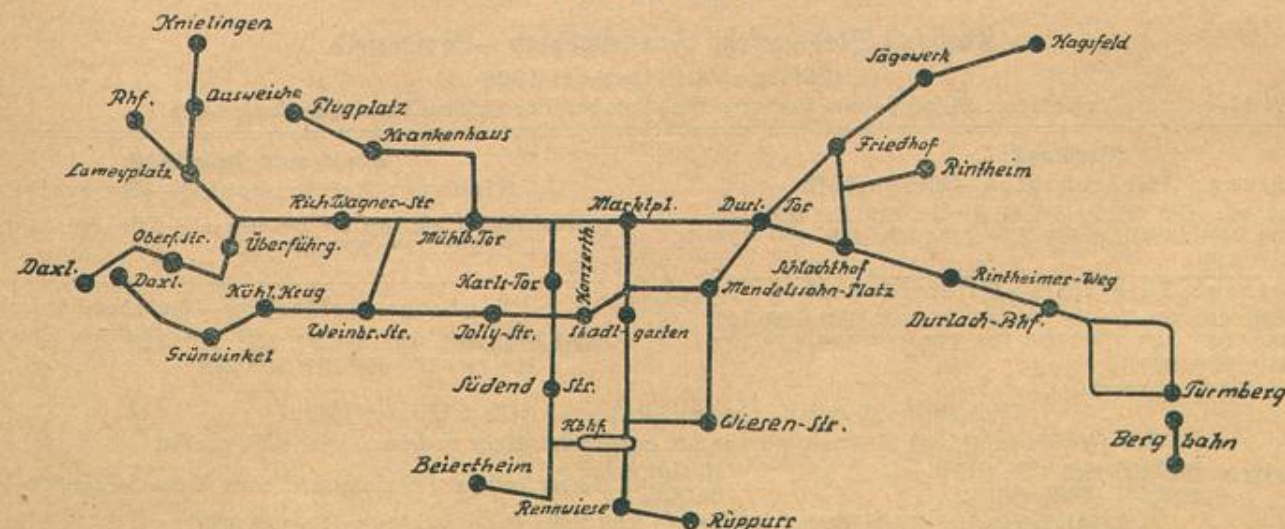 Knielingen
Hagsfeld
Sägewerk
Rhf.
Ausweiche
Flugplatz
Krankenhaus
Friedhof
Rintheim
Lameyplatz
Rich. Wagner-Str
Mühlb. Tor
Marktpl.
Durl. Tor
Oberf. Str.
Überführg.
Konzerth.
Schlachthof
Daxl.
Daxl.
Kühl. Krug
Karls-Tor
Mendelssohn-Platz
Rintheimer-Weg
Durlach-Bhf.
Weinbr. Str.
Jolly-Str.
Stadt-garten
Grünwinkel
Südend Str.
Turmberg
Hbhf.
Wiesen-Str.
Berg bahn
Beiertheim
Rennwiese
Rüppurr